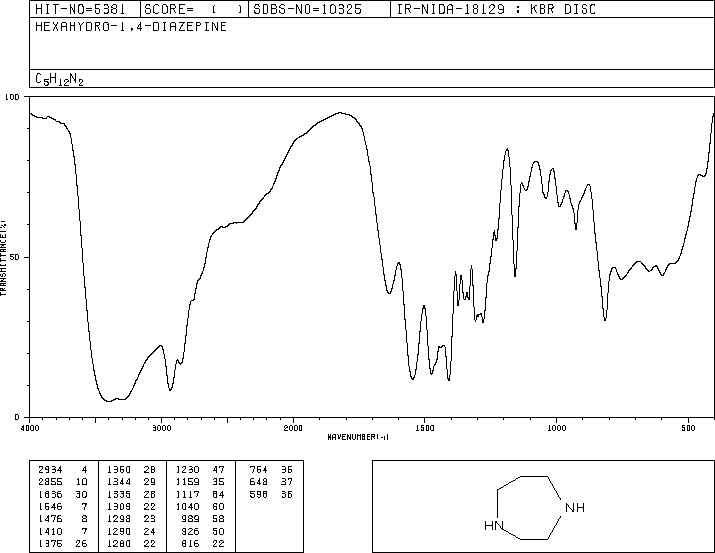 HIT-NO=5381 SCORE= ( ) SDBS-NO=10325 IR-NIDA-18129 : KBR DISC
HEXAHYDRO-1,4-DIAZEPINE
C5H12N2
100
50
0
TRANSMITTANCE(%)
4000 3000 2000 1500 1000 500
WAVENUMBER(-1)
2934 4 1360 28 1230 47 764 36
2855 10 1344 29 1159 35 648 37
1636 30 1335 26 1117 64 598 36
1546 7 1309 22 1040 60
1476 8 1298 23 989 58
1410 7 1290 24 926 50
1376 26 1280 22 816 22
NH
HN